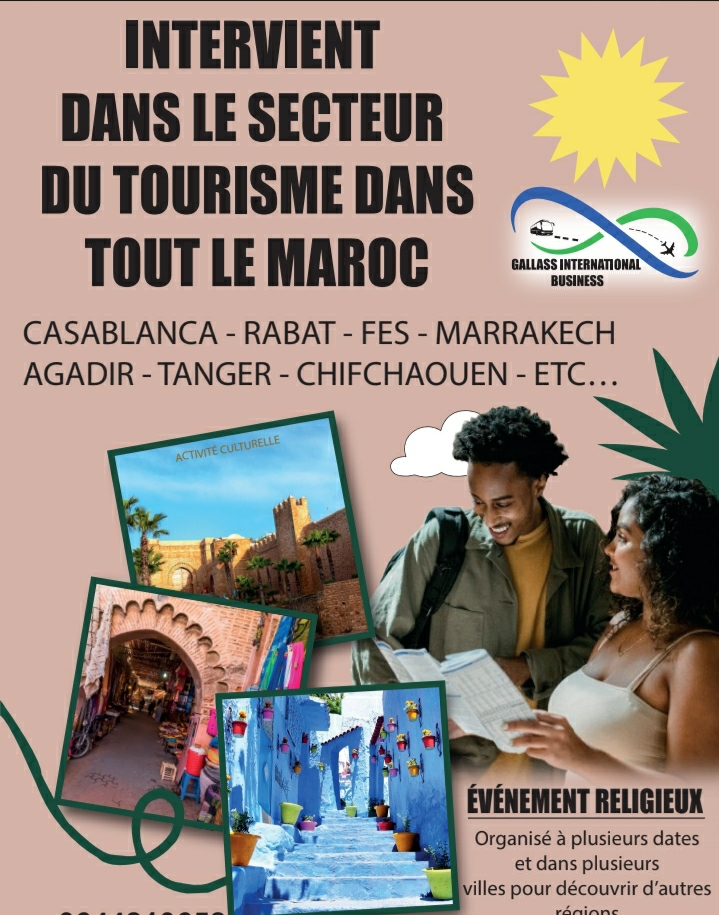 INTERVIENT
DANS LE SECTEUR
DU TOURISME DANS
TOUT LE MAROC
GALLASS INTERNATIONAL
BUSINESS
CASABLANCA - RABAT - FES - MARRAKECH
AGADIR - TANGER - CHIFCHAOUEN - ETC…
ACTIVITÉ CULTURELLE
ÉVÉNEMENT RELIGIEUX
Organisé à plusieurs dates
et dans plusieurs
villes pour découvrir d’autres
régions